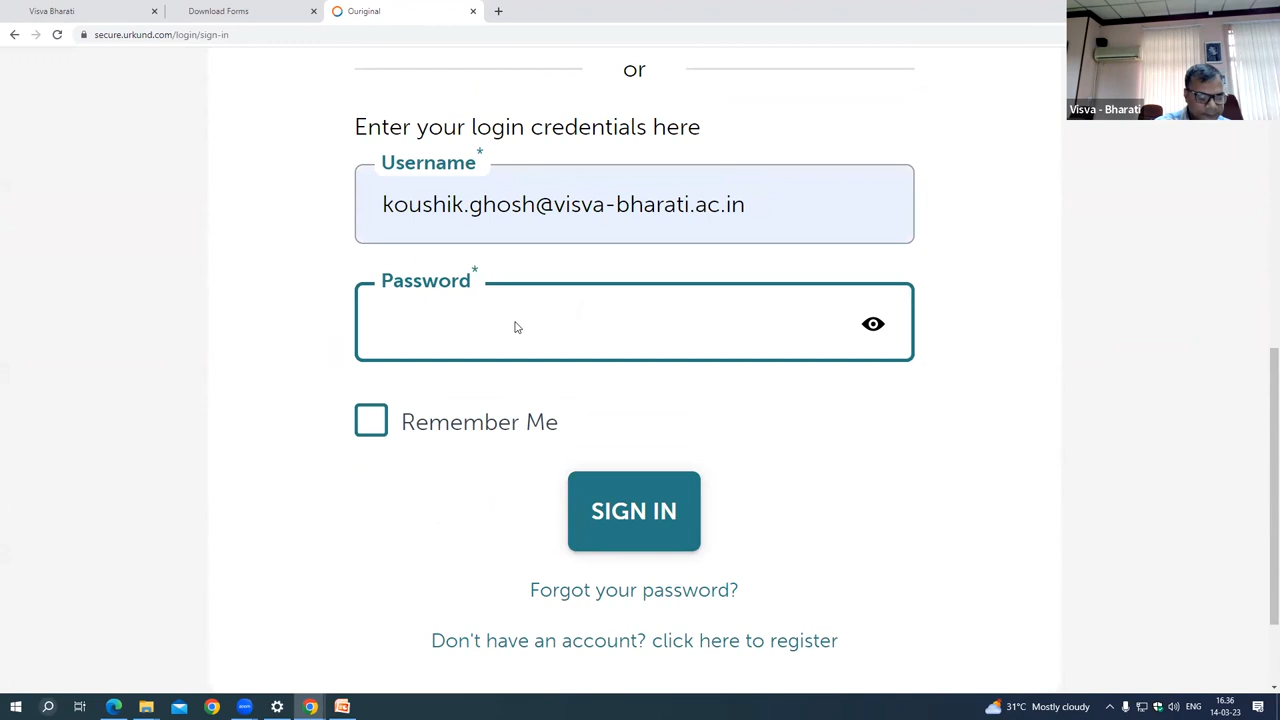 Visva Bharati
Download Forms
Ouriginal
secure.urkund.com/login/sign-in
Visva - Bharati
or
Enter your login credentials here
Username*
koushik.ghosh@visva-bharati.ac.in
Password*
Remember Me
SIGN IN
Forgot your password?
Don't have an account? click here to register
zoom
31°C Mostly cloudy
ENG
16.36
14-03-23